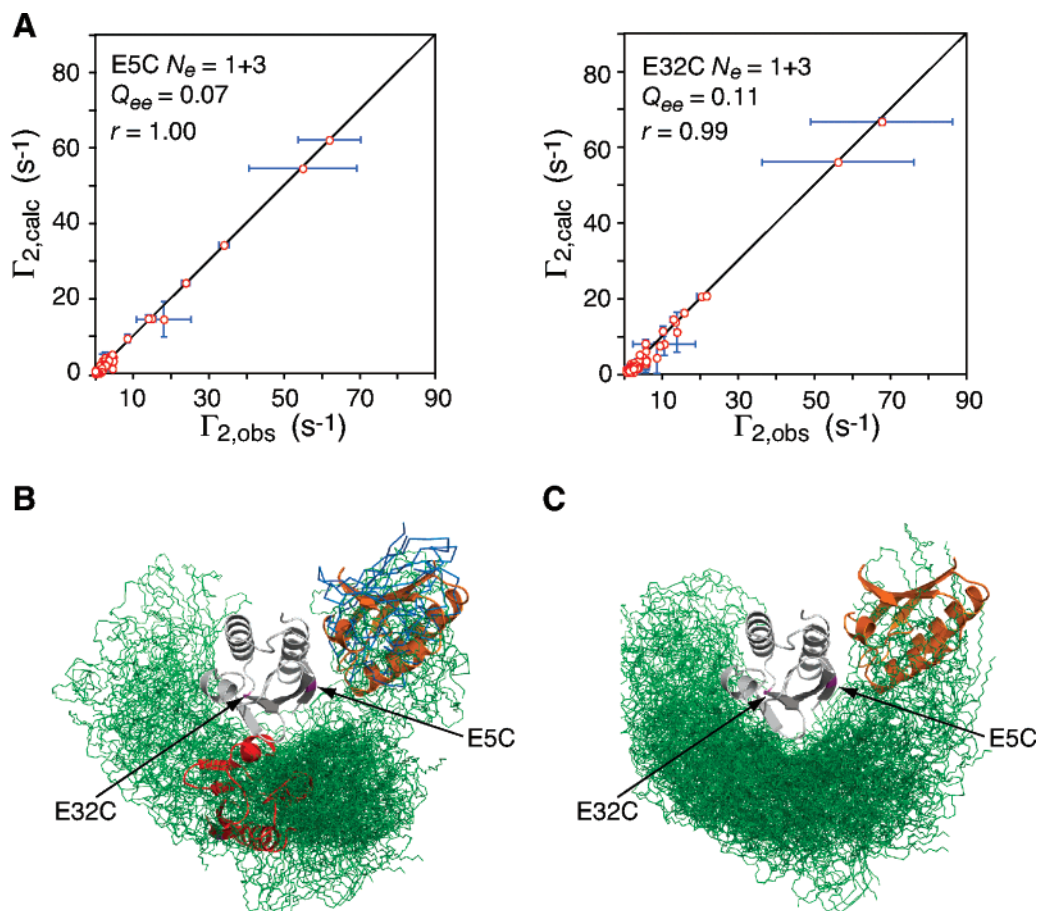 A
E5C Nₑ = 1+3
Qₑₑ = 0.07
r = 1.00
Γ2,calc (s-1)
80
60
40
20
0
10 30 50 70 90
Γ2,obs (s-1)
E32C Nₑ = 1+3
Qₑₑ = 0.11
r = 0.99
Γ2,calc (s-1)
80
60
40
20
0
10 30 50 70 90
Γ2,obs (s-1)
B
E5C
E32C
C
E5C
E32C